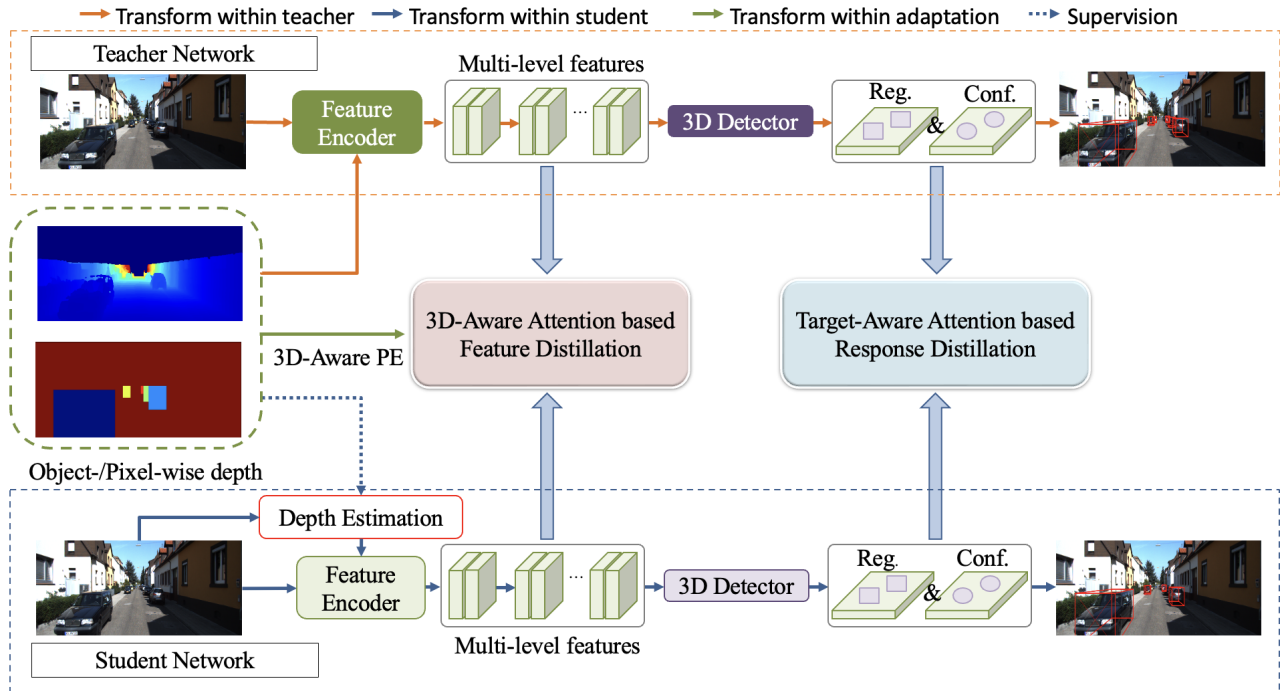 Transform within teacher
Transform within student
Transform within adaptation
Supervision
Teacher Network
Multi-level features
Feature
Encoder
...
3D Detector
Reg.
&
Conf.
3D-Aware PE
3D-Aware Attention based
Feature Distillation
Target-Aware Attention based
Response Distillation
Object-/Pixel-wise depth
Depth Estimation
Feature
Encoder
...
3D Detector
Reg.
&
Conf.
Multi-level features
Student Network